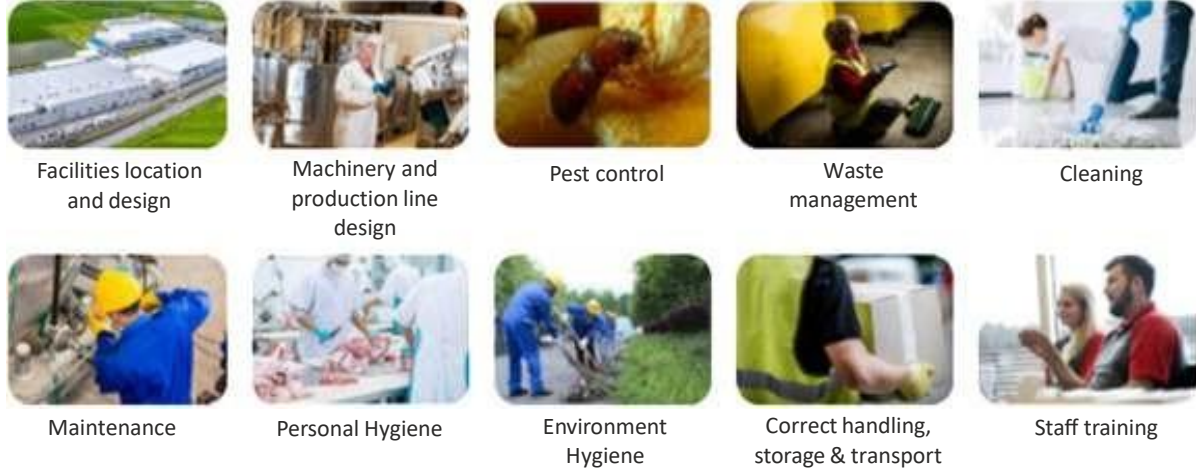 Facilities location
and design
Machinery and
production line
design
Pest control
Waste
management
Cleaning
Maintenance
Personal Hygiene
Environment
Hygiene
Correct handling,
storage & transport
Staff training